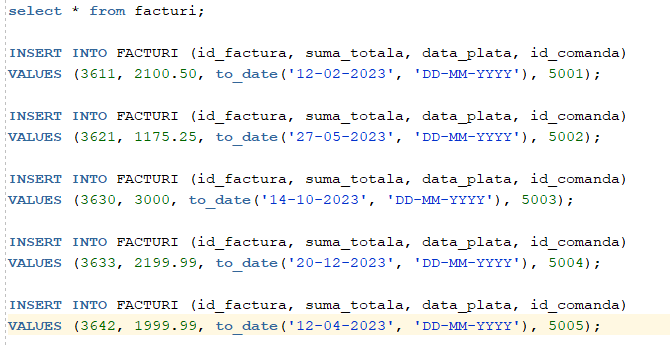 select * from facturi;
INSERT INTO FACTURI (id_factura, suma_totala, data_plata, id_comanda)
VALUES (3611, 2100.50, to_date('12-02-2023', 'DD-MM-YYYY'), 5001);
INSERT INTO FACTURI (id_factura, suma_totala, data_plata, id_comanda)
VALUES (3621, 1175.25, to_date('27-05-2023', 'DD-MM-YYYY'), 5002);
INSERT INTO FACTURI (id_factura, suma_totala, data_plata, id_comanda)
VALUES (3630, 3000, to_date('14-10-2023', 'DD-MM-YYYY'), 5003);
INSERT INTO FACTURI (id_factura, suma_totala, data_plata, id_comanda)
VALUES (3633, 2199.99, to_date('20-12-2023', 'DD-MM-YYYY'), 5004);
INSERT INTO FACTURI (id_factura, suma_totala, data_plata, id_comanda)
VALUES (3642, 1999.99, to_date('12-04-2023', 'DD-MM-YYYY'), 5005);